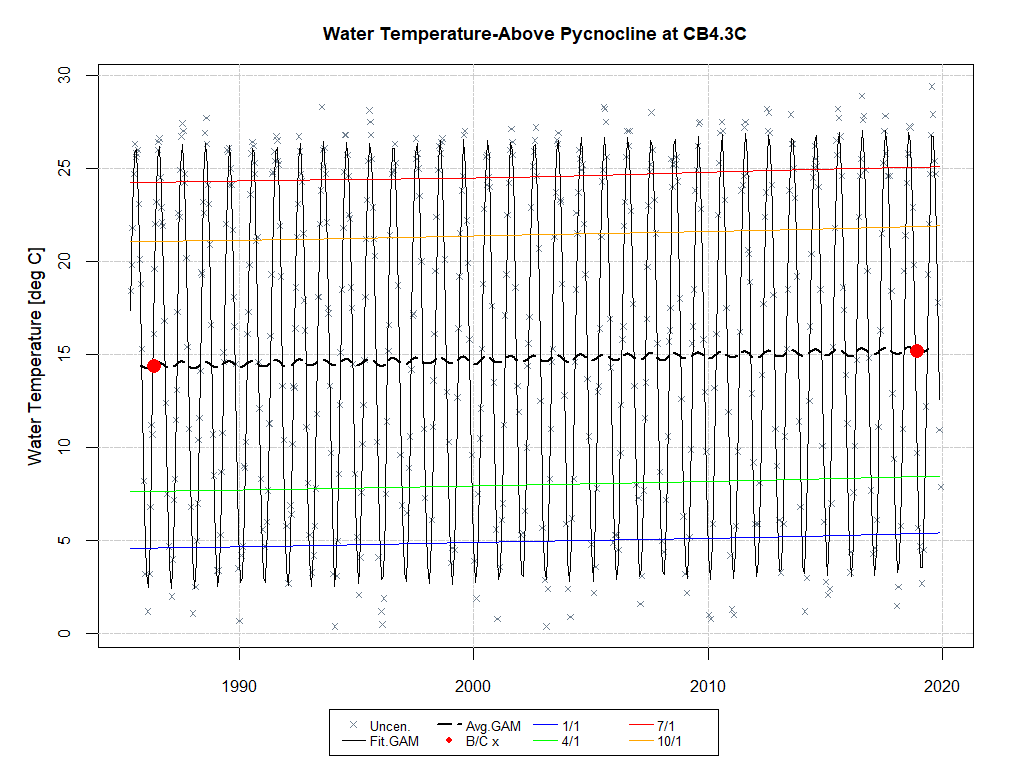 Water Temperature-Above Pycnocline at CB4.3C
Water Temperature [deg C]
30
25
20
15
10
5
0
1990 2000 2010 2020
Uncen. Avg.GAM 1/1 7/1
Fit.GAM B/C x 4/1 10/1